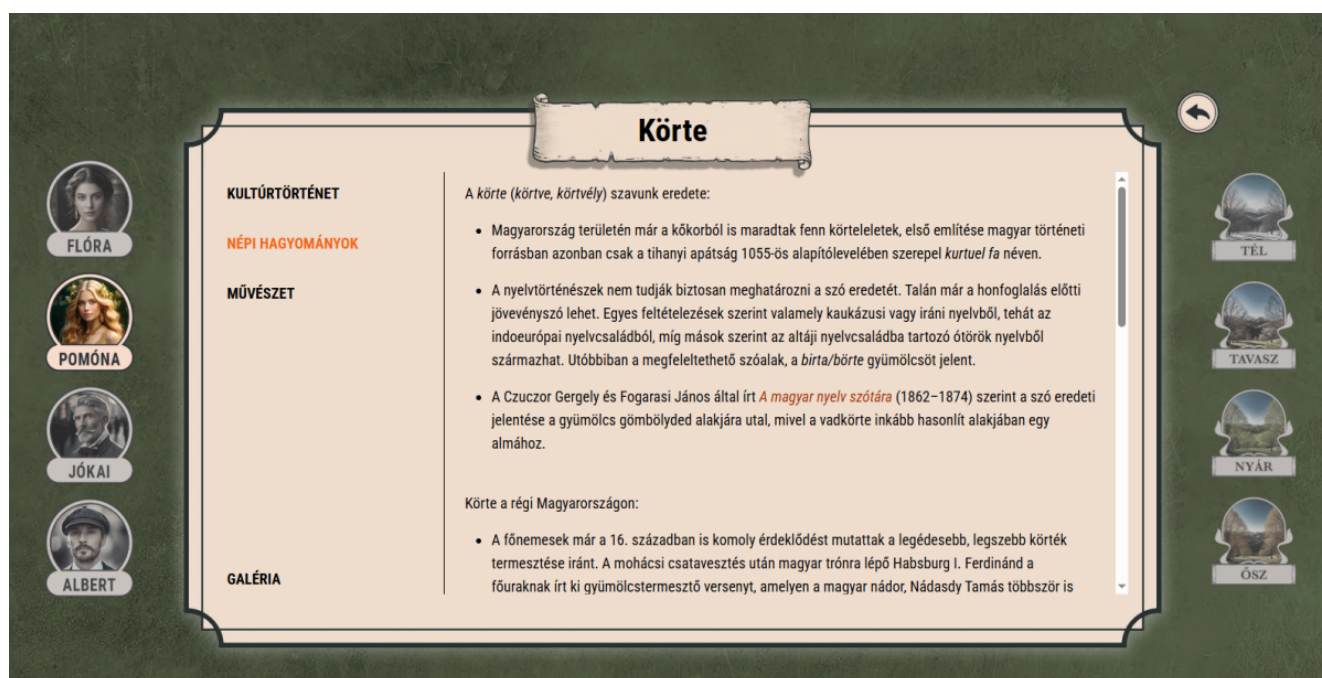 Körte
FLÓRA
POMÓNA
JÓKAI
ALBERT
KULTÚRTÖRTÉNET
NÉPI HAGYOMÁNYOK
MŰVÉSZET
GALÉRIA
A körte (körtve, körtvély) szavunk eredete:
• Magyarország területén már a kőkorból is maradtak fenn körteleletek, első említése magyar történeti
forrásban azonban csak a tihanyi apátság 1055-ös alapítólevelében szerepel kurtuel fa néven.
• A nyelvtörténészek nem tudják biztosan meghatározni a szó eredetét. Talán már a honfoglalás előtti
jövevényszó lehet. Egyes feltételezések szerint valamely kaukázusi vagy iráni nyelvből, tehát az
indoeurópai nyelvcsaládból, míg mások szerint az altáji nyelvcsaládba tartozó ótörök nyelvből
származhat. Utóbbiban a megfeleltethető szóalak, a birta/börte gyümölcsöt jelent.
• A Czuczor Gergely és Fogarasi János által írt A magyar nyelv szótára (1862–1874) szerint a szó eredeti
jelentése a gyümölcs gömbölyded alakjára utal, mivel a vadkörte inkább hasonlít alakjában egy
almához.
Körte a régi Magyarországon:
• A főnemesek már a 16. században is komoly érdeklődést mutattak a legédesebb, legszebb körték
termesztése iránt. A mohácsi csatavesztés után magyar trónra lépő Habsburg I. Ferdinánd a
főuraknak írt ki gyümölcstermesztő versenyt, amelyen a magyar nádor, Nádasdy Tamás többször is
TÉL
TAVASZ
NYÁR
ŐSZ